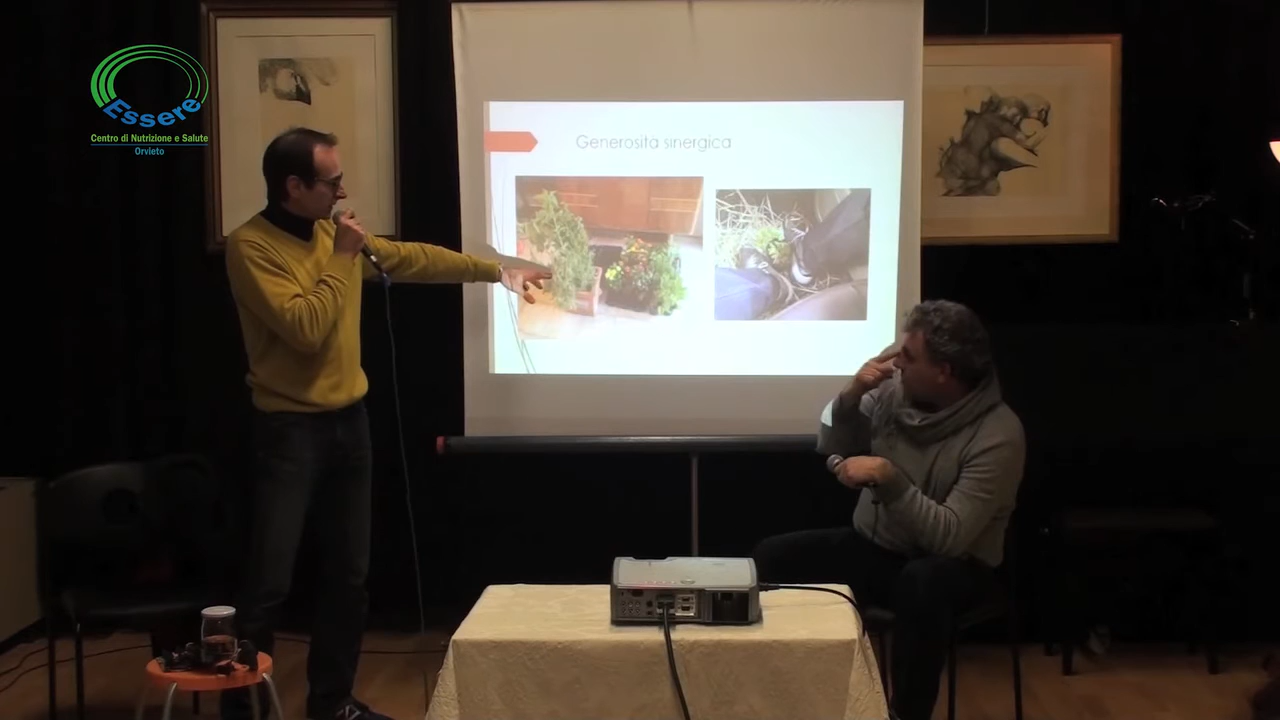 Essere
Centro di Nutrizione e Salute
Orvieto
Generosità sinergica